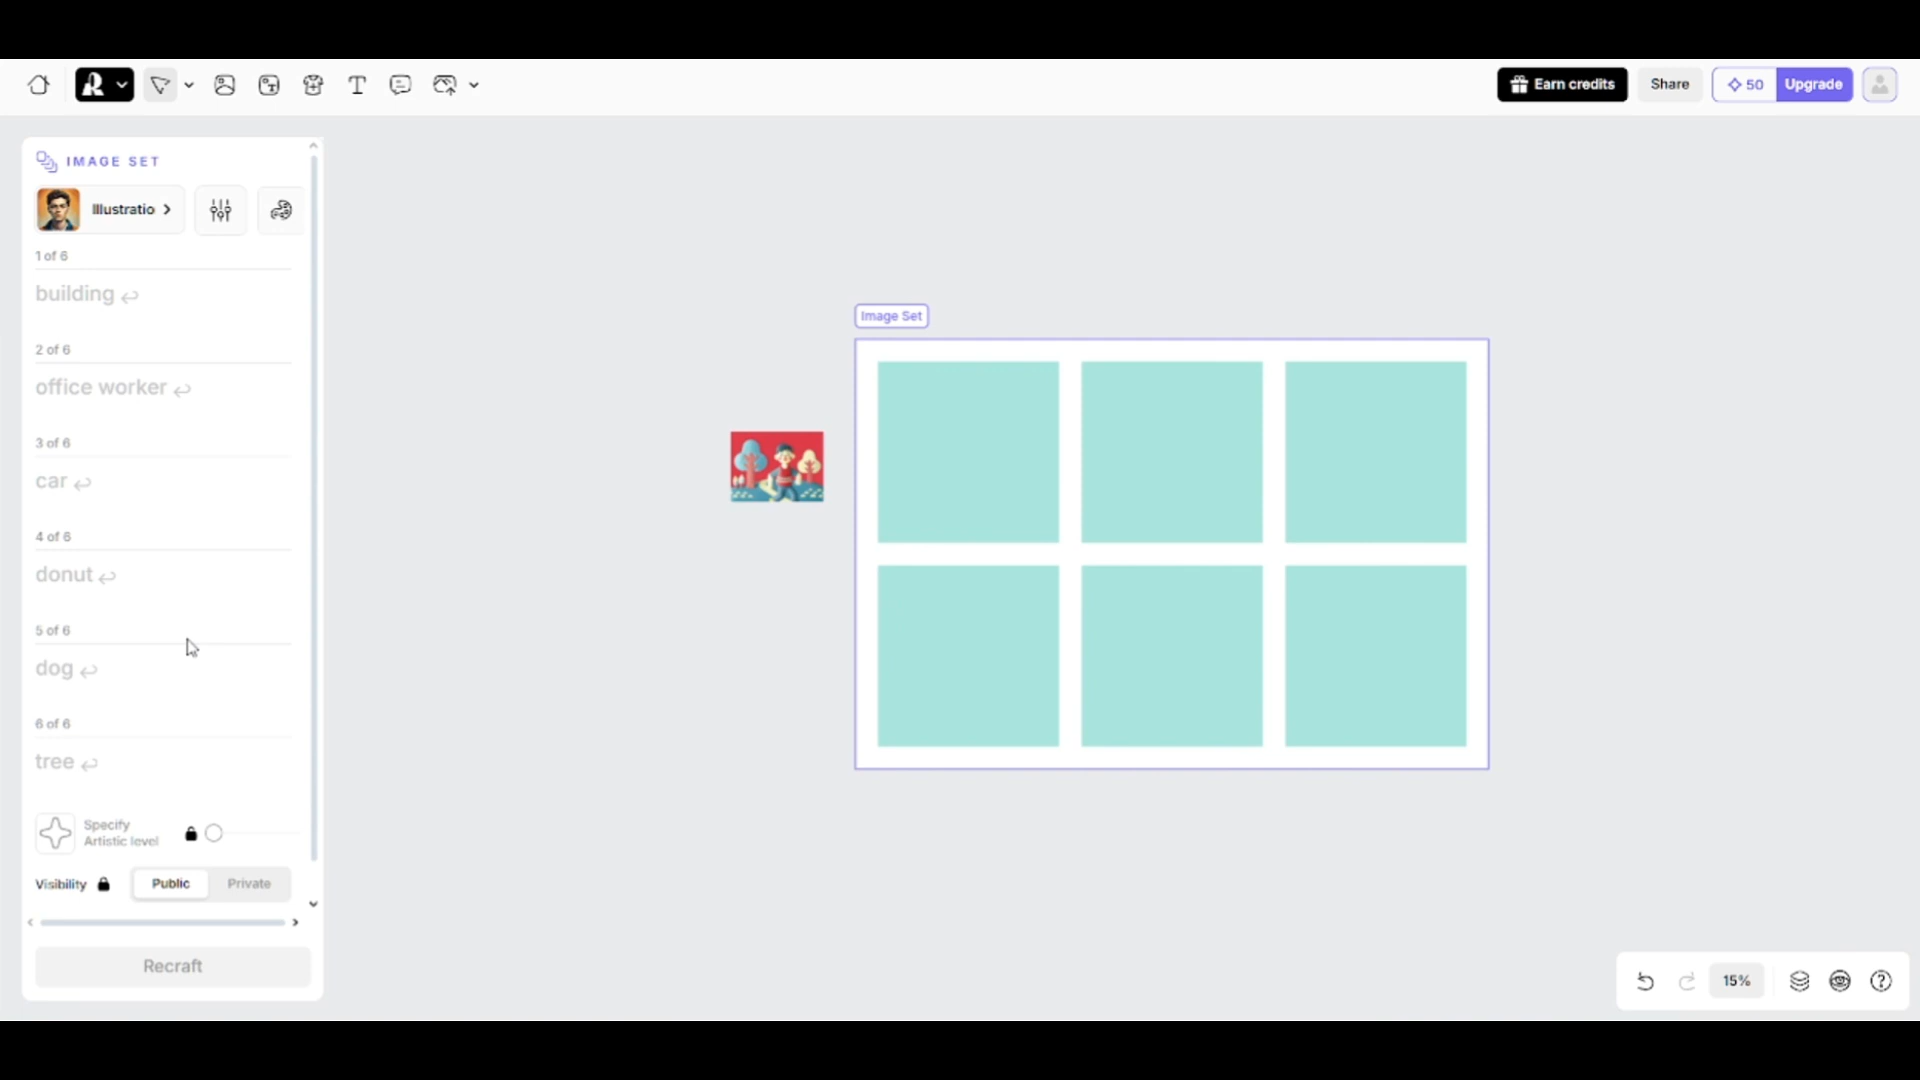 Earn credits
Share
50
Upgrade
IMAGE SET
Illustratio
1 of 6
building
2 of 6
office worker
3 of 6
car
4 of 6
donut
5 of 6
dog
6 of 6
tree
Specify
Artistic level
Visibility
Public
Private
Recraft
Image Set
15%